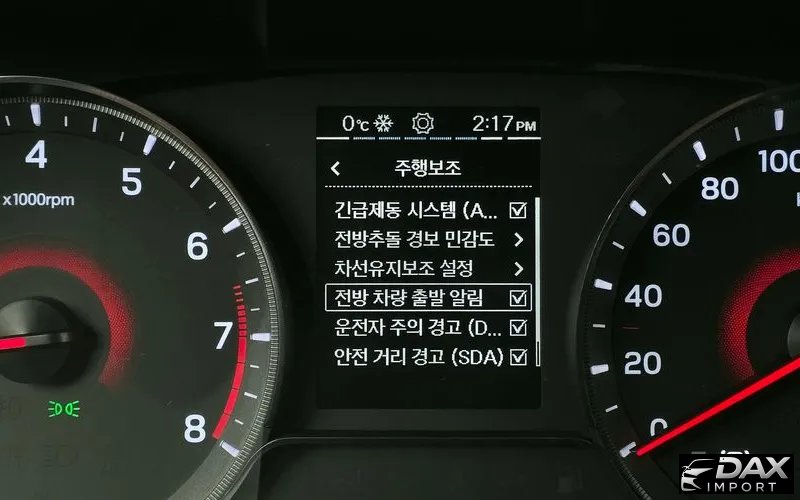 0℃
2:17PM
주행보조
긴급제동 시스템 (A...
전방추돌 경보 민감도
차선유지보조 설정
전방 차량 출발 알림
운전자 주의 경고 (D...
안전 거리 경고 (SDA)
4
5
x1000rpm
6
7
8
100
80
60
40
20
0
DAX
IMPORT